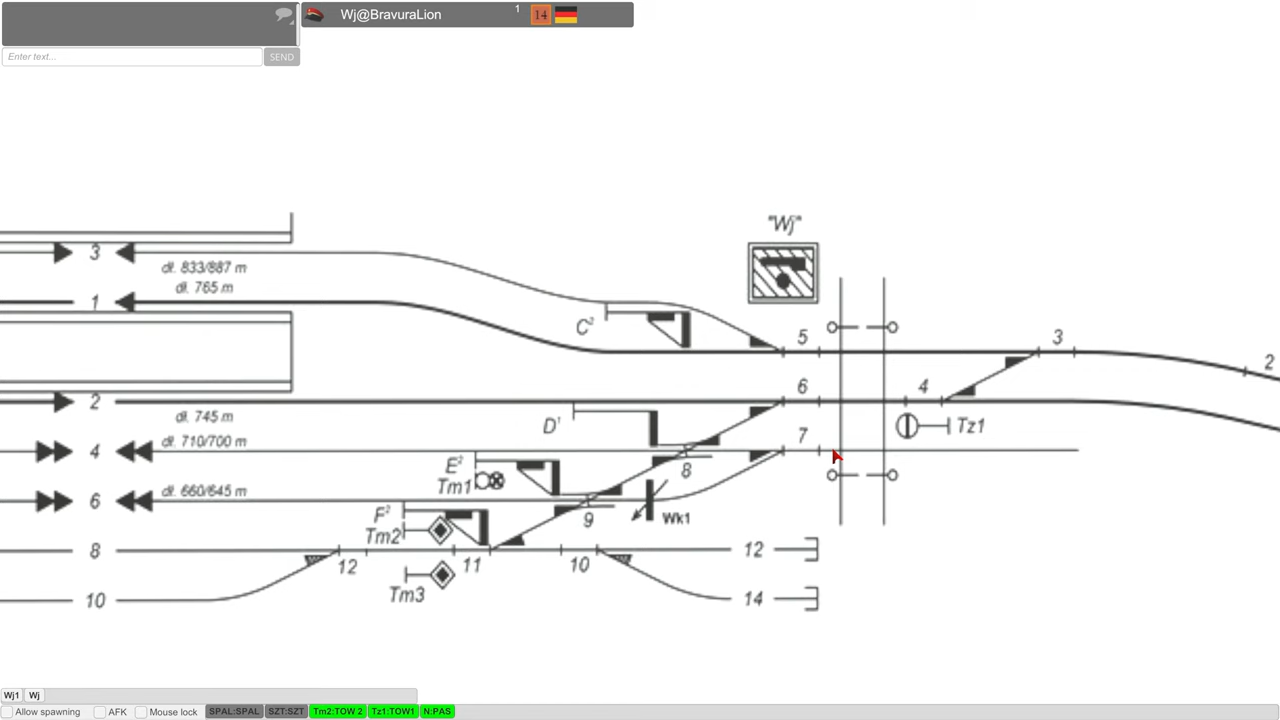 Wj@BravuraLion 1 14
Enter text... SEND
"Wj"
3 dł. 833/887 m
1 dł. 765 m
C²
5
3
2
6
4
2 dł. 745 m
D¹
Tz1
4 dł. 710/700 m
7
E²
8
Tm1
6 dł. 660/645 m
F²
Wk1
9
Tm2
8
12
11
10
12
Tm3
10
14
Wj1 Wj
Allow spawning AFK Mouse lock SPAL:SPAL SZT:SZT Tm2:TOW 2 Tz1:TOW1 N:PAS